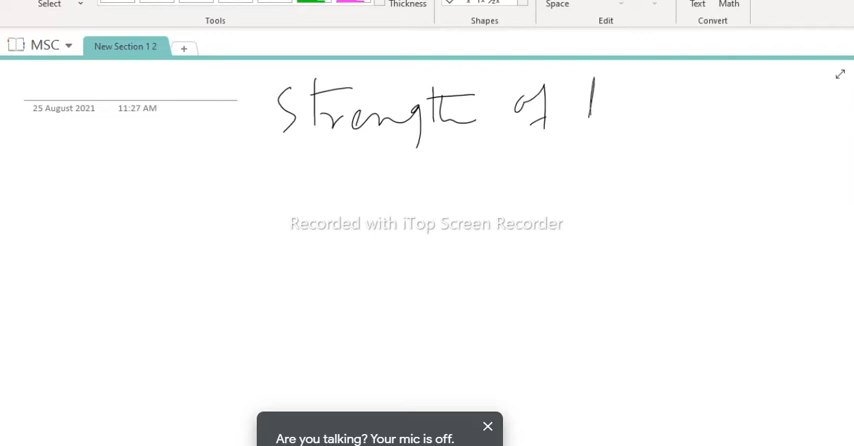 Select
Thickness
Space
Text Math
Tools
Shapes
Edit
Convert
MSC New Section 1 2 +
25 August 2021 11:27 AM
Strength of
Recorded with iTop Screen Recorder
Are you talking? Your mic is off.